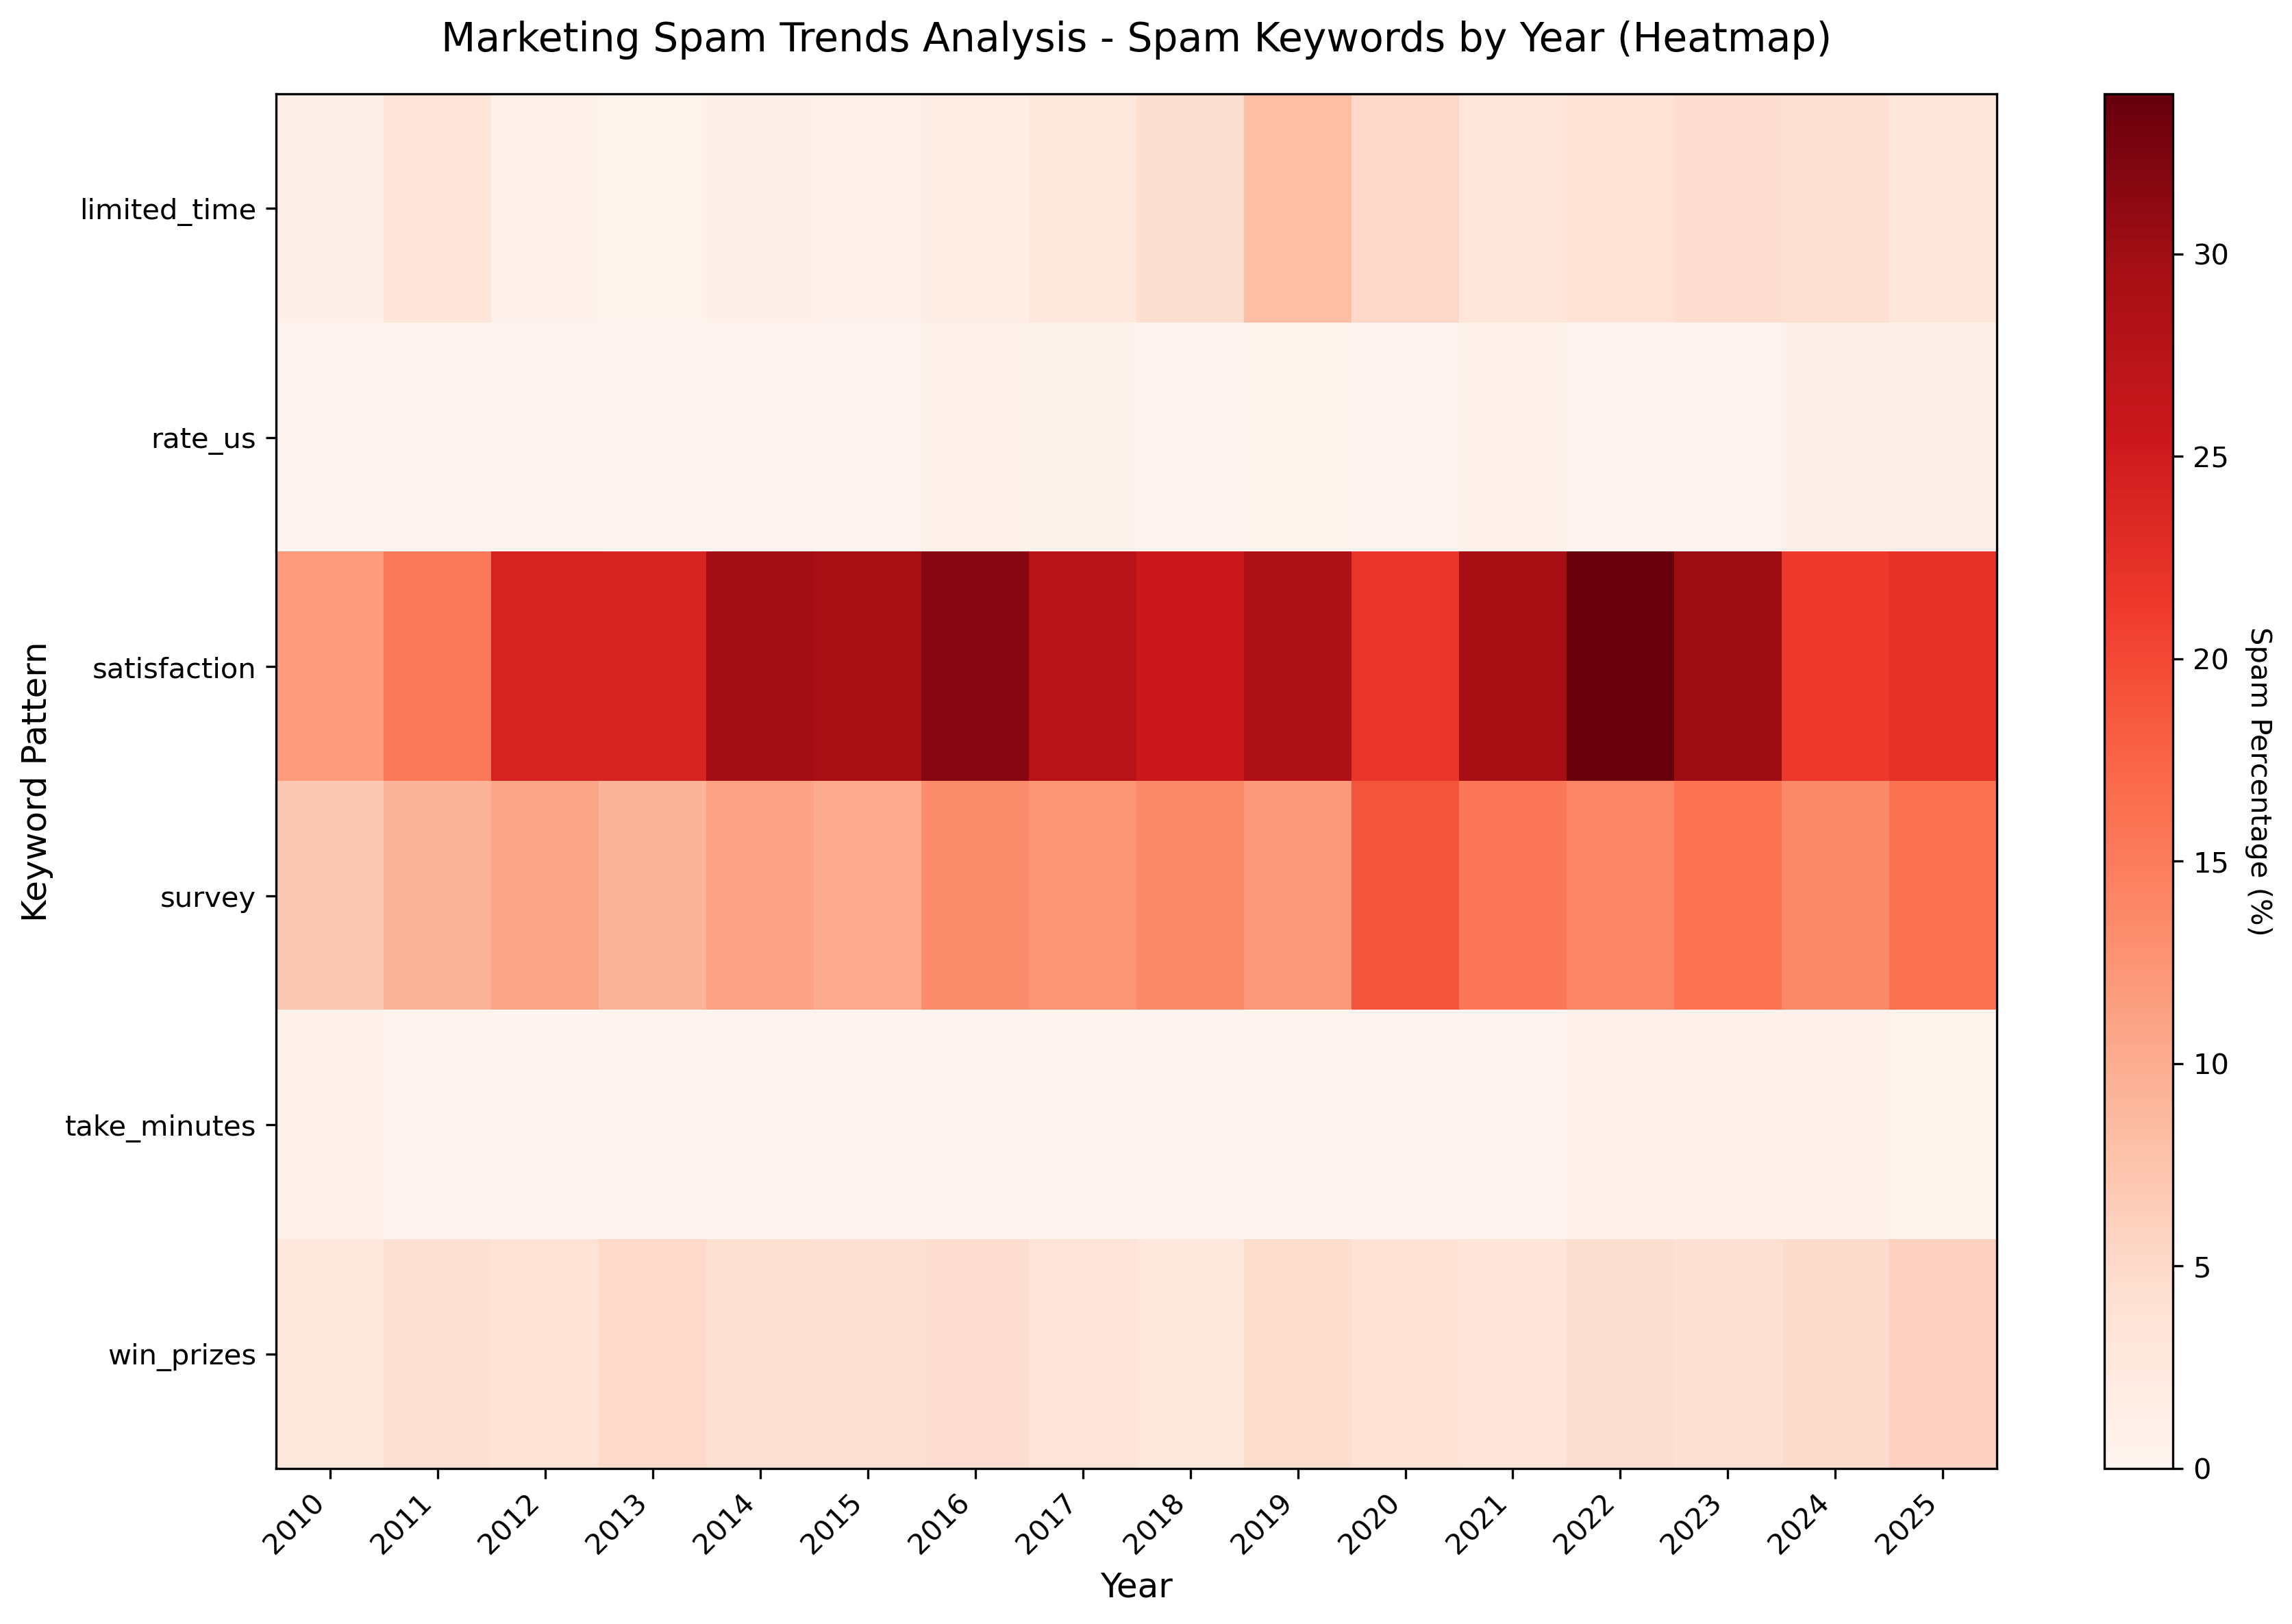 Marketing Spam Trends Analysis - Spam Keywords by Year (Heatmap)
Keyword Pattern
limited_time
rate_us
satisfaction
survey
take_minutes
win_prizes
2010
2011
2012
2013
2014
2015
2016
2017
2018
2019
2020
2021
2022
2023
2024
2025
Year
30
25
20
15
10
5
0
Spam Percentage (%)